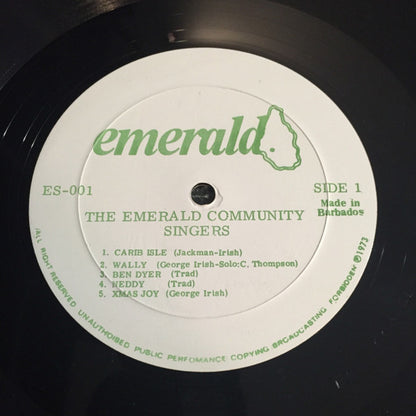 emerald
ES-001
SIDE 1
Made in
Barbados
THE EMERALD COMMUNITY
SINGERS
1. CARIB ISLE (Jackman-Irish)
2. WALLY (George Irish-Solo:C. Thompson)
3. BEN DYER (Trad)
4. NEDDY (Trad)
5. XMAS JOY (George Irish)
ALL RIGHT RESERVED UNAUTHORISED PUBLIC PERFOMANCE COPYING BROADCASTING FORBIDDEN ℗1973